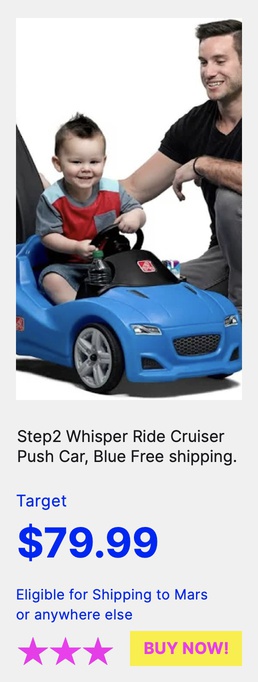 Step2 Whisper Ride Cruiser
Push Car, Blue Free shipping.
Target
$79.99
Eligible for Shipping to Mars
or anywhere else
BUY NOW!